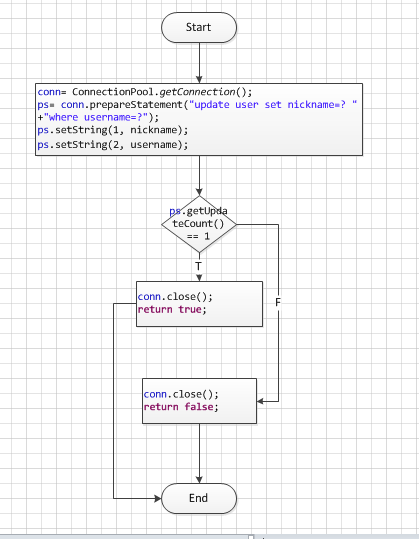 Start
conn= ConnectionPool.getConnection();
ps= conn.prepareStatement("update user set nickname=? "
+"where username=?");
ps.setString(1, nickname);
ps.setString(2, username);
ps.getUpda
teCount()
== 1
T
conn.close();
return true;
F
conn.close();
return false;
End